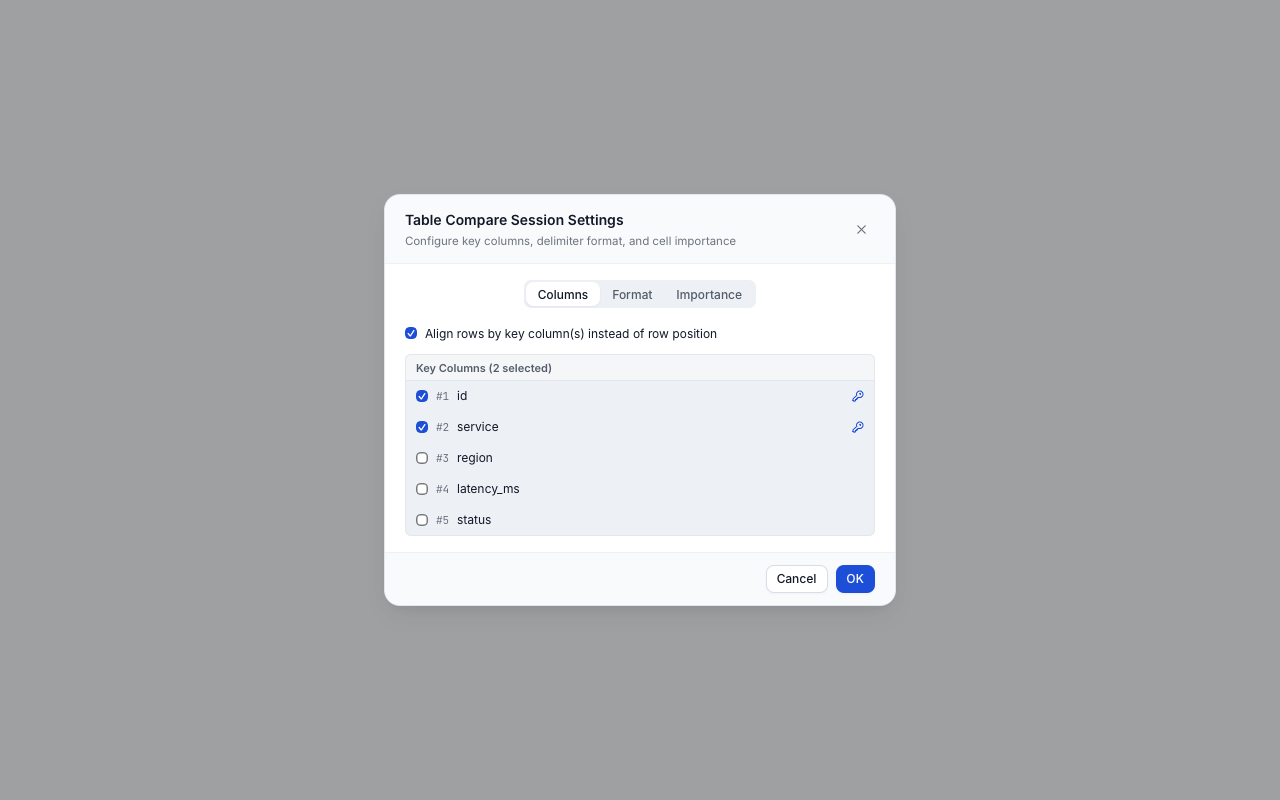 Table Compare Session Settings
Configure key columns, delimiter format, and cell importance
Columns Format Importance
Align rows by key column(s) instead of row position
Key Columns (2 selected)
#1 id
#2 service
#3 region
#4 latency_ms
#5 status
Cancel OK